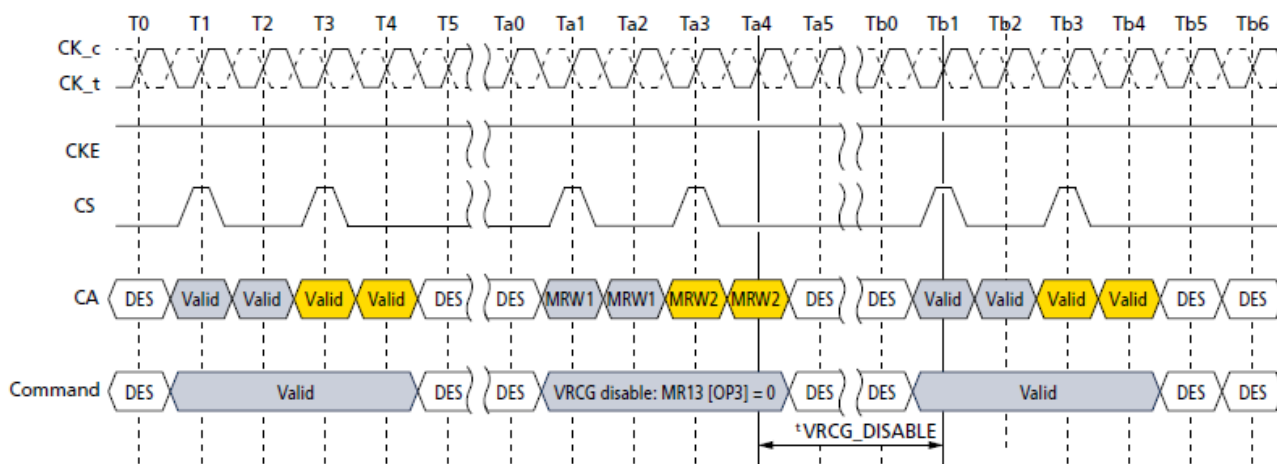 T0 T1 T2 T3 T4 T5 Ta0 Ta1 Ta2 Ta3 Ta4 Ta5 Tb0 Tb1 Tb2 Tb3 Tb4 Tb5 Tb6
CK_c
CK_t
CKE
CS
CA DES Valid Valid Valid Valid DES DES MRW1 MRW1 MRW2 MRW2 DES DES Valid Valid Valid Valid DES DES
Command DES Valid DES DES VRCG disable: MR13 [OP3] = 0 DES DES Valid DES DES
tVRCG_DISABLE